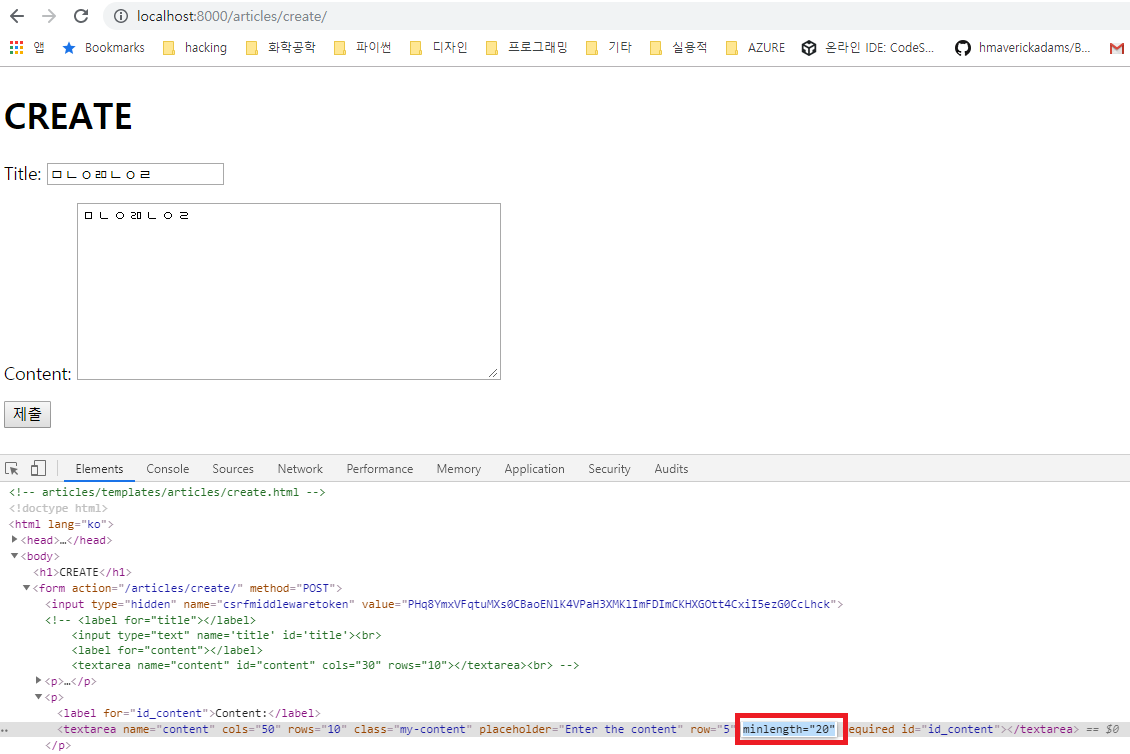 localhost:8000/articles/create/
앱 Bookmarks hacking 화학공학 파이썬 디자인 프로그래밍 기타 실용적 AZURE 온라인 IDE: CodeS... hmaverickadams/B...
CREATE
Title: ㅁㄴㅇㄻㄴㅇㄹ
ㅁㄴㅇㄻㄴㅇㄹ
Content:
제출
Elements Console Sources Network Performance Memory Application Security Audits
<!-- articles/templates/articles/create.html -->
<!doctype html>
<html lang="ko">
<head>…</head>
<body>
<h1>CREATE</h1>
<form action="/articles/create/" method="POST">
<input type="hidden" name="csrfmiddlewaretoken" value="PHq8YmxVFqtuMXs0CBaoENlK4VPaH3XMKlImFDImCKHXGOtt4CxiI5ezG0CcLhck">
<!-- <label for="title"></label>
<input type="text" name='title' id='title'><br>
<label for="content"></label>
<textarea name="content" id="content" cols="30" rows="10"></textarea><br> -->
<p>…</p>
<p>
<label for="id_content">Content:</label>
<textarea name="content" cols="50" rows="10" class="my-content" placeholder="Enter the content" row="5" minlength="20" equired id="id_content"></textarea> == $0
</p>